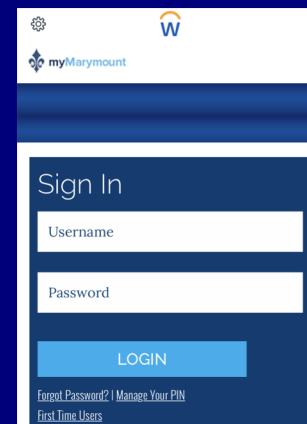 W
myMarymount
Sign In
Username
Password
LOGIN
Forgot Password? | Manage Your PIN
First Time Users